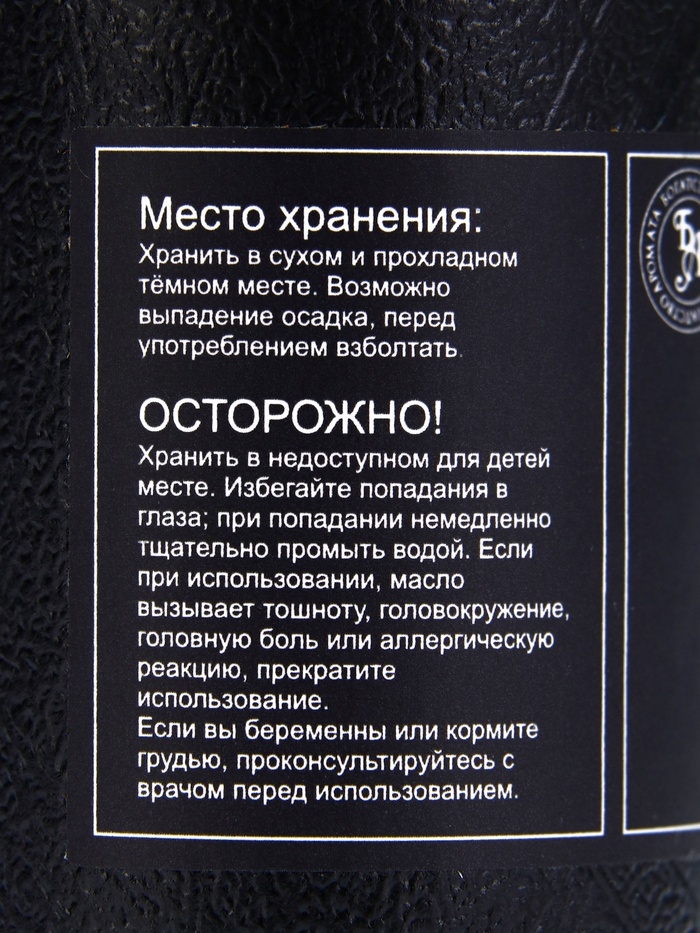 Место хранения:
Хранить в сухом и прохладном
тёмном месте. Возможно
выпадение осадка, перед
употреблением взболтать.
ОСТОРОЖНО!
Хранить в недоступном для детей
месте. Избегайте попадания в
глаза; при попадании немедленно
тщательно промыть водой. Если
при использовании, масло
вызывает тошноту, головокружение,
головную боль или аллергическую
реакцию, прекратите
использование.
Если вы беременны или кормите
грудью, проконсультируйтесь с
врачом перед использованием.
АРОМАТА